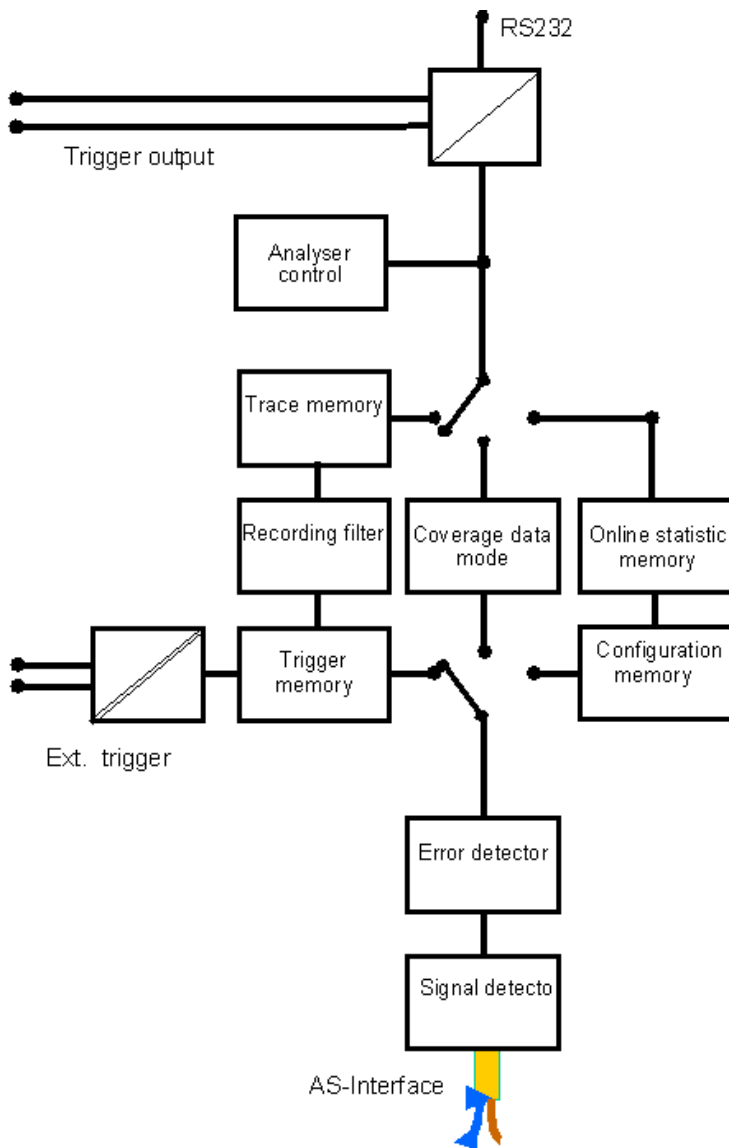 RS232
Trigger output
Analyser
control
Trace memory
Recording filter
Coverage data
mode
Online statistic
memory
Trigger
memory
Configuration
memory
Ext. trigger
Error detector
Signal detecto
AS-Interface